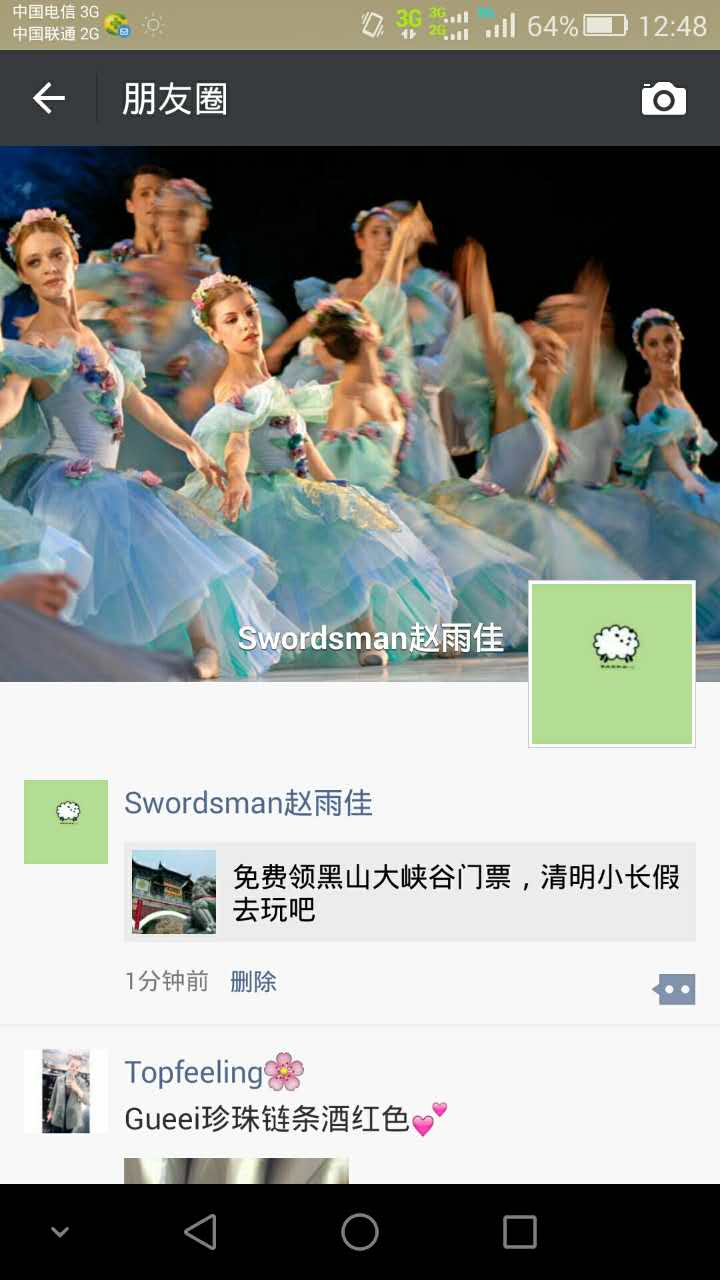 中国电信 3G
中国联通 2G
3G
3G
2G
64%
12:48
朋友圈
Swordsman赵雨佳
Swordsman赵雨佳
免费领黑山大峡谷门票，清明小长假
去玩吧
1分钟前 删除
Topfeeling🌸
Gueei珍珠链条酒红色💕